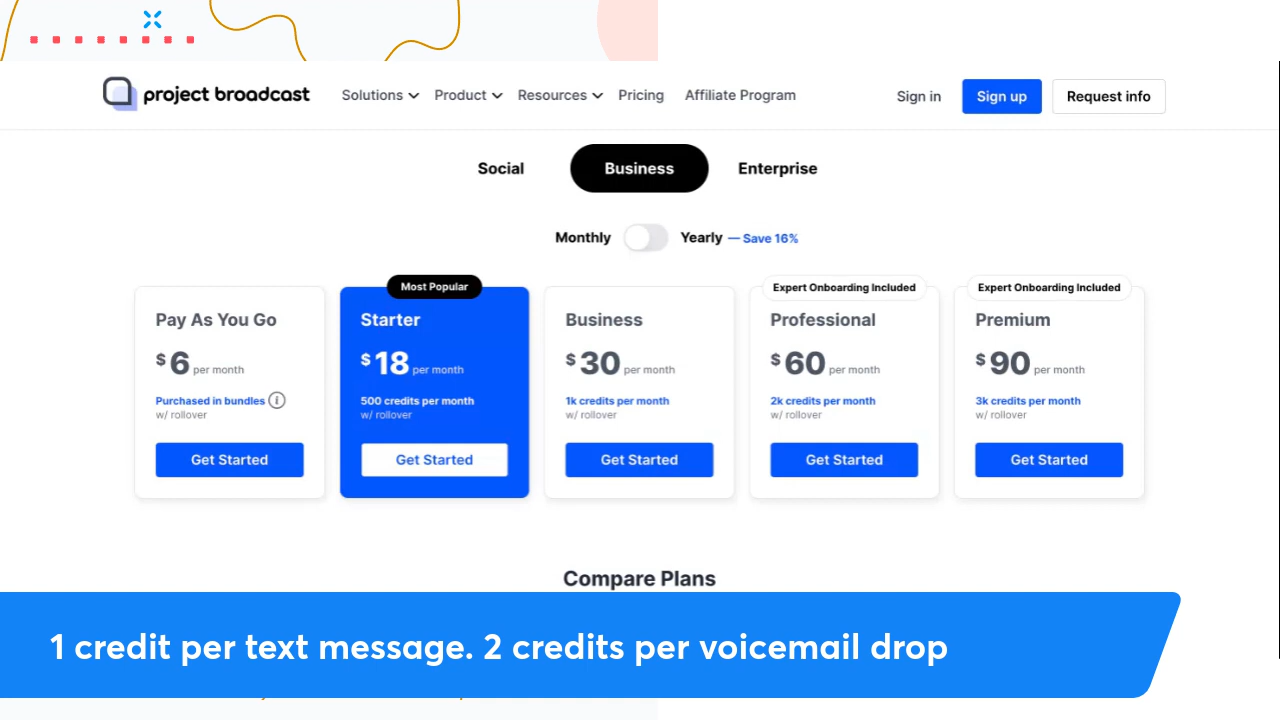 project broadcast
Solutions Product Resources Pricing Affiliate Program Sign in Sign up Request info
Social Business Enterprise
Monthly Yearly — Save 16%
Most Popular
Expert Onboarding Included
Expert Onboarding Included
Pay As You Go
$6 per month
Purchased in bundles
w/ rollover
Get Started
Starter
$18 per month
500 credits per month
w/ rollover
Get Started
Business
$30 per month
1k credits per month
w/ rollover
Get Started
Professional
$60 per month
2k credits per month
w/ rollover
Get Started
Premium
$90 per month
3k credits per month
w/ rollover
Get Started
Compare Plans
1 credit per text message. 2 credits per voicemail drop